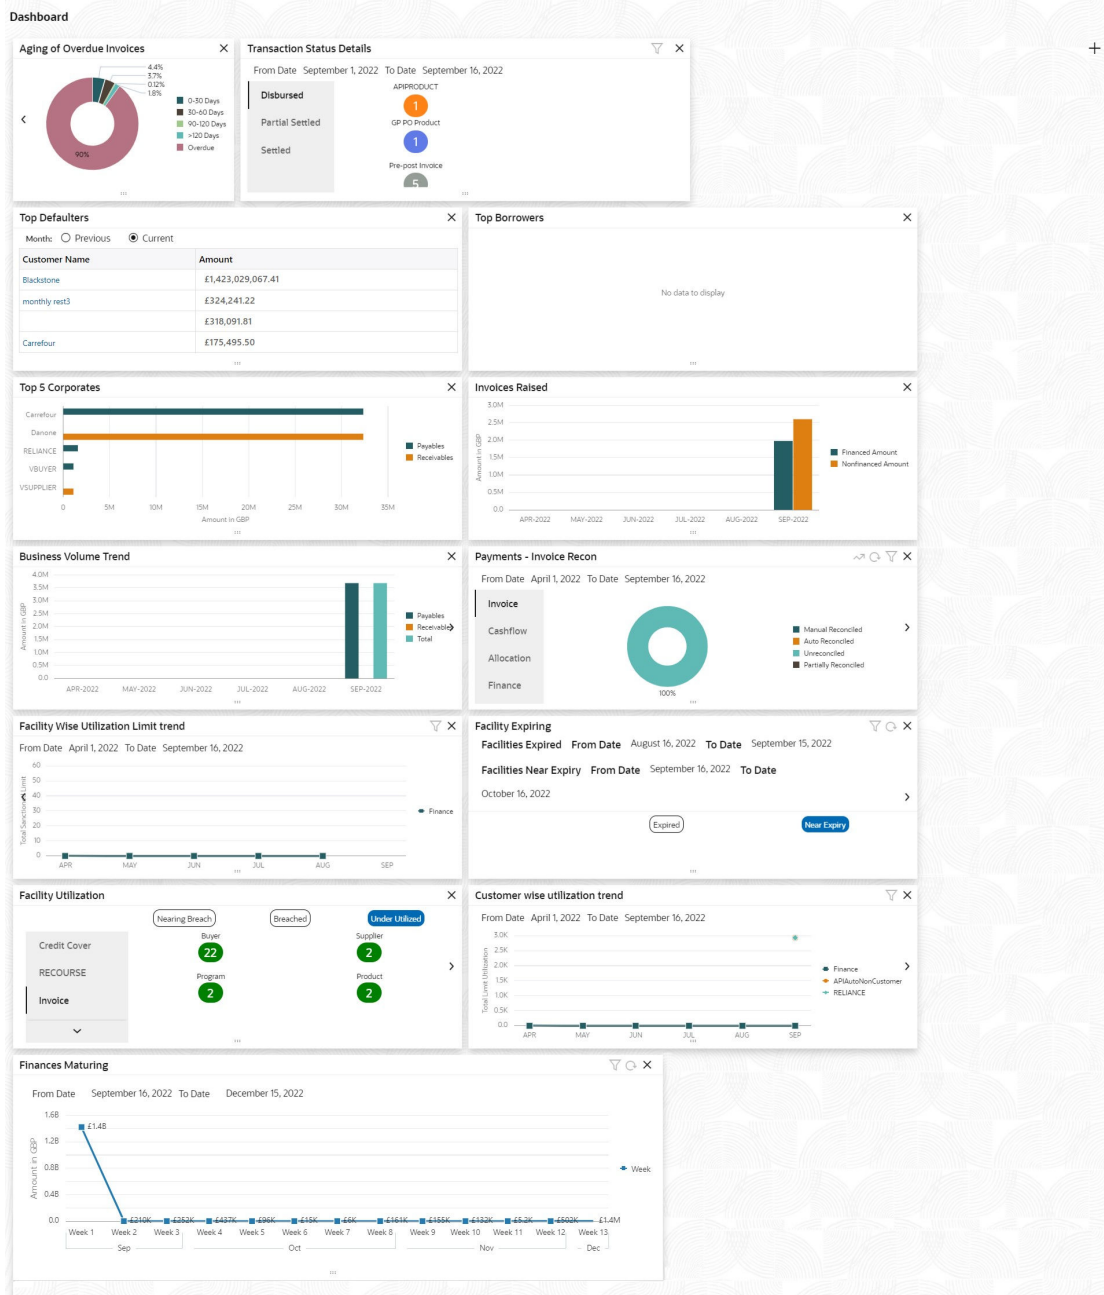 Dashboard
Aging of Overdue Invoices
4.4%
3.7%
0.12%
1.8%
90%
0-30 Days
30-60 Days
90-120 Days
>120 Days
Overdue
Transaction Status Details
From Date September 1, 2022 To Date September 16, 2022
Disbursed
Partial Settled
Settled
APIPRODUCT
1
GP PO Product
1
Pre-post Invoice
5
Top Defaulters
Month: Previous Current
Customer Name Amount
Blackstone £1,423,029,067.41
monthly rest3 £324,241.22
£318,091.81
Carrefour £175,495.50
Top Borrowers
No data to display
Top 5 Corporates
Carrefour
Danone
RELIANCE
VBUYER
VSUPPLIER
0 5M 10M 15M 20M 25M 30M 35M
Amount in GBP
Payables
Receivables
Invoices Raised
Amount in GBP
3.0M
2.5M
2.0M
1.5M
1.0M
0.5M
0.0
APR-2022 MAY-2022 JUN-2022 JUL-2022 AUG-2022 SEP-2022
Financed Amount
Nonfinanced Amount
Business Volume Trend
Amount in GBP
4.0M
3.5M
3.0M
2.5M
2.0M
1.5M
1.0M
0.5M
0.0
APR-2022 MAY-2022 JUN-2022 JUL-2022 AUG-2022 SEP-2022
Payables
Receivables
Total
Payments - Invoice Recon
From Date April 1, 2022 To Date September 16, 2022
Invoice
Cashflow
Allocation
Finance
100%
Manual Reconciled
Auto Reconciled
Unreconciled
Partially Reconciled
Facility Wise Utilization Limit trend
From Date April 1, 2022 To Date September 16, 2022
Total Sanctioned Limit
60
50
40
30
20
10
0
APR MAY JUN JUL AUG SEP
Finance
Facility Expiring
Facilities Expired From Date August 16, 2022 To Date September 15, 2022
Facilities Near Expiry From Date September 16, 2022 To Date
October 16, 2022
Expired Near Expiry
Facility Utilization
Nearing Breach Breached Under Utilized
Credit Cover
RECOURSE
Invoice
Buyer
22
Supplier
2
Program
2
Product
2
Customer wise utilization trend
From Date April 1, 2022 To Date September 16, 2022
Total Limit Utilization
3.0K
2.5K
2.0K
1.5K
1.0K
0.5K
0.0
APR MAY JUN JUL AUG SEP
Finance
APIAutoNonCustomer
RELIANCE
Finances Maturing
From Date September 16, 2022 To Date December 15, 2022
Amount in GBP
1.6B
1.2B
0.8B
0.4B
0.0
£1.4B £210K £252K £437K £96K £15K £6K £161K £155K £132K £5.2K £502K £1.4M
Week 1 Week 2 Week 3 Week 4 Week 5 Week 6 Week 7 Week 8 Week 9 Week 10 Week 11 Week 12 Week 13
Sep Oct Nov Dec
Week